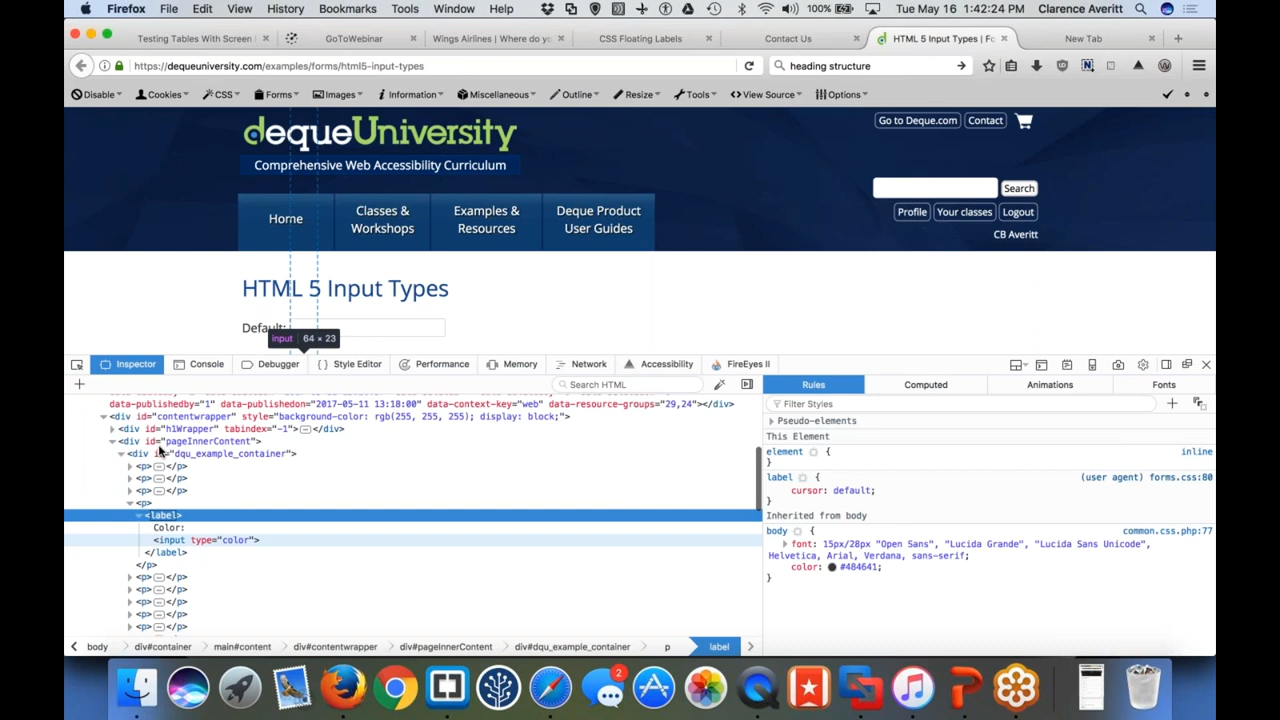 Firefox File Edit View History Bookmarks Tools Window Help 100% Tue May 16 1:42:24 PM Clarence Averitt
Testing Tables With Screen × GoToWebinar × Wings Airlines | Where do yo × CSS Floating Labels × Contact Us × HTML 5 Input Types | Fo × New Tab × +
https://dequeuniversity.com/examples/forms/html5-input-types heading structure
Disable Cookies CSS Forms Images Information Miscellaneous Outline Resize Tools View Source Options
dequeUniversity
Comprehensive Web Accessibility Curriculum
Go to Deque.com Contact
Search
Profile Your classes Logout
CB Averitt
Home
Classes & Workshops
Examples & Resources
Deque Product User Guides
HTML 5 Input Types
Default:
input 64 × 23
Inspector Console Debugger Style Editor Performance Memory Network Accessibility FireEyes II
+ Search HTML
data-publishedby="1" data-publishedon="2017-05-11 13:18:00" data-context-key="web" data-resource-groups="29,24"></div>
<div id="contentwrapper" style="background-color: rgb(255, 255, 255); display: block;">
<div id="h1Wrapper" tabindex="-1"></div>
<div id="pageInnerContent">
<div id="dqu_example_container">
<p></p>
<p></p>
<p></p>
<p>
<label>
Color:
<input type="color">
</label>
</p>
<p></p>
<p></p>
<p></p>
<p></p>
<p></p>
body div#container main#content div#contentwrapper div#pageInnerContent div#dqu_example_container p label
Rules Computed Animations Fonts
Filter Styles +
Pseudo-elements
This Element
element { inline
}
label { (user agent) forms.css:80
cursor: default;
}
Inherited from body
body { common.css.php:77
font: 15px/28px "Open Sans", "Lucida Grande", "Lucida Sans Unicode",
Helvetica, Arial, Verdana, sans-serif;
color: #484641;
}
2